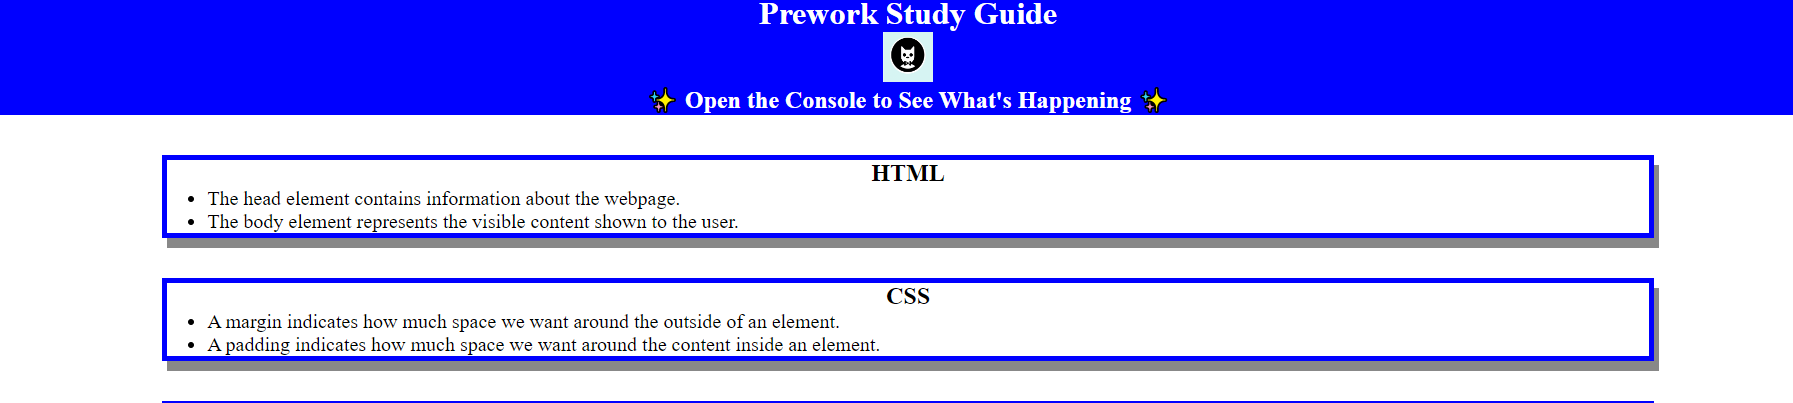 Prework Study Guide
✨ Open the Console to See What's Happening ✨
HTML
• The head element contains information about the webpage.
• The body element represents the visible content shown to the user.
CSS
• A margin indicates how much space we want around the outside of an element.
• A padding indicates how much space we want around the content inside an element.